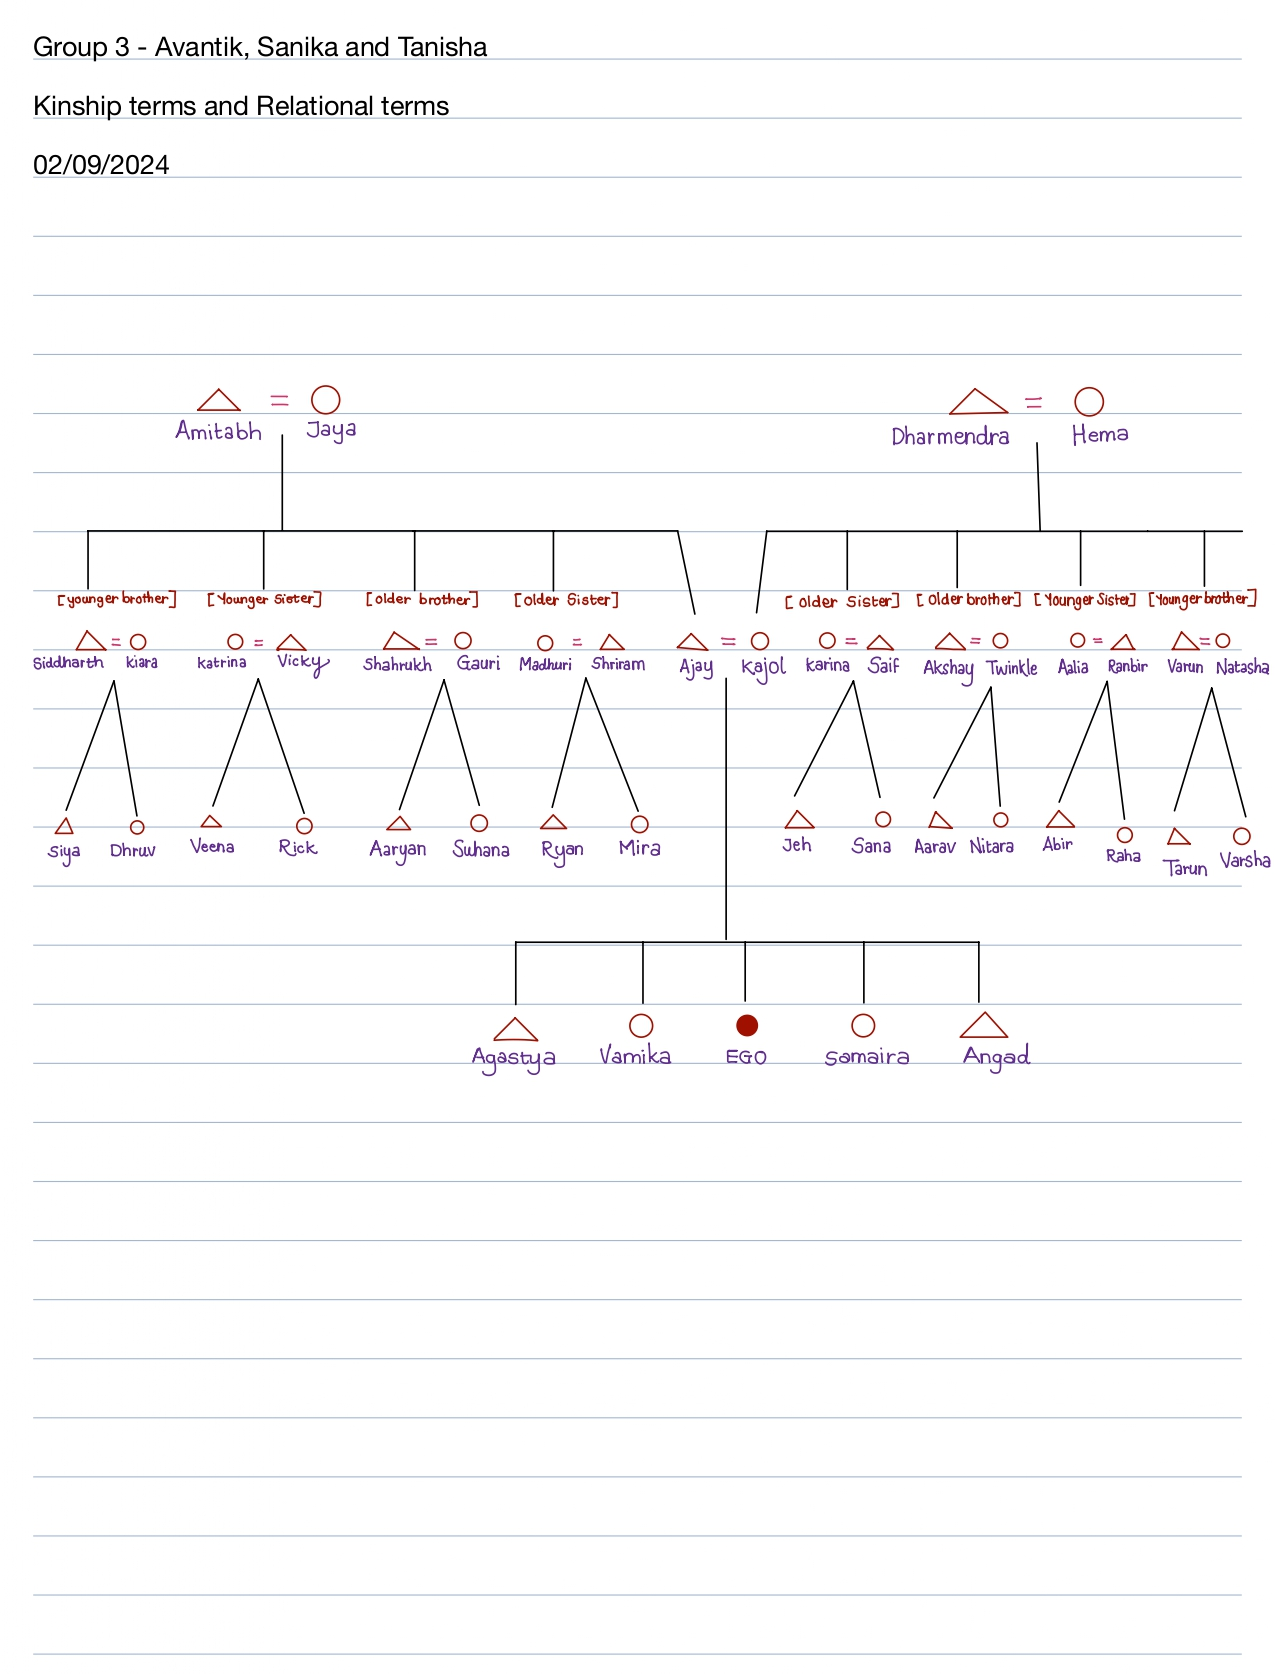 Group 3 - Avantik, Sanika and Tanisha
Kinship terms and Relational terms
02/09/2024
= =
Amitabh Jaya Dharmendra Hema
[younger brother] [Younger Sister] [older brother] [older Sister] [older Sister] [Older brother] [Younger Sister] [Younger brother]
= = = = = = = = =
Siddharth kiara katrina Vicky Shahrukh Gauri Madhuri Shriram Ajay Kajol karina Saif Akshay Twinkle Aalia Ranbir Varun Natasha
Siya Dhruv Veena Rick Aaryan Suhana Ryan Mira Jeh Sana Aarav Nitara Abir Raha Tarun Varsha
Agastya Vamika EGO Samaira Angad